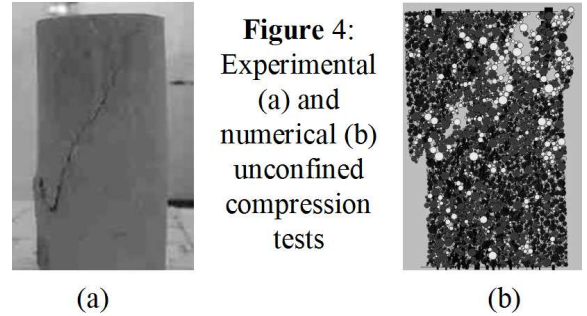 Figure 4:
Experimental
(a) and
numerical (b)
unconfined
compression
tests
(a)
(b)